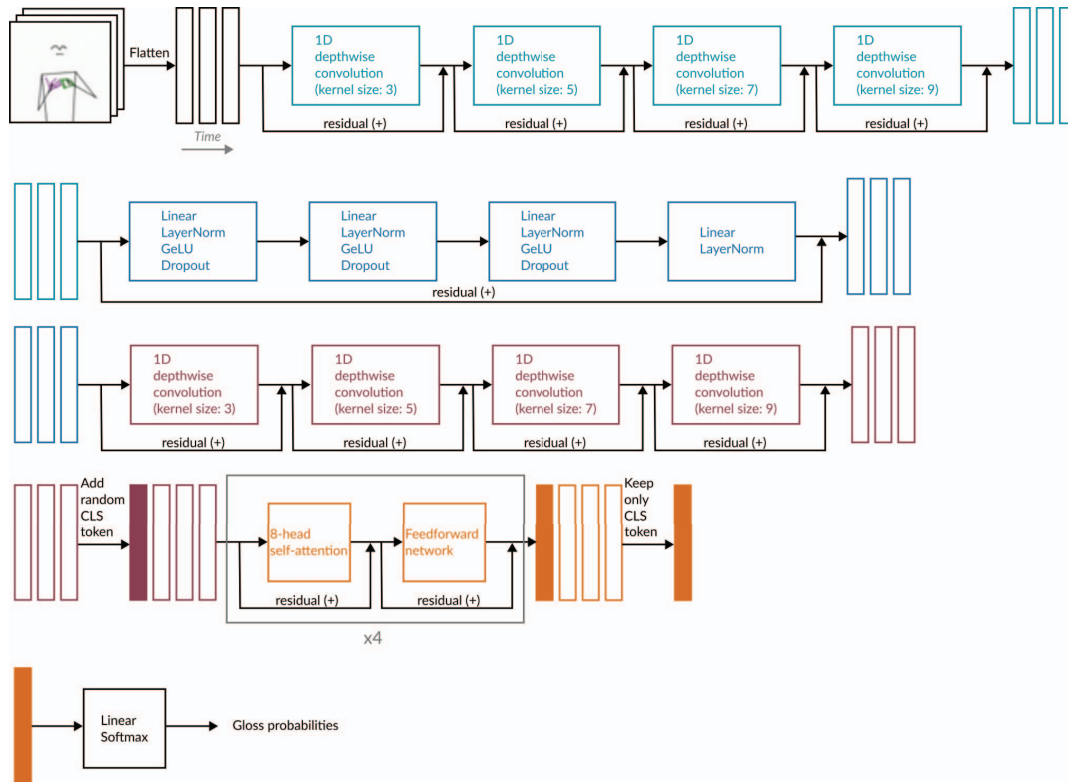 Flatten
Time
1D
depthwise
convolution
(kernel size: 3)
residual (+)
1D
depthwise
convolution
(kernel size: 5)
residual (+)
1D
depthwise
convolution
(kernel size: 7)
residual (+)
1D
depthwise
convolution
(kernel size: 9)
residual (+)
Linear
LayerNorm
GeLU
Dropout
Linear
LayerNorm
GeLU
Dropout
Linear
LayerNorm
GeLU
Dropout
Linear
LayerNorm
residual (+)
1D
depthwise
convolution
(kernel size: 3)
residual (+)
1D
depthwise
convolution
(kernel size: 5)
residual (+)
1D
depthwise
convolution
(kernel size: 7)
residual (+)
1D
depthwise
convolution
(kernel size: 9)
residual (+)
Add
random
CLS
token
8-head
self-attention
residual (+)
Feedforward
network
residual (+)
x4
Keep
only
CLS
token
Linear
Softmax
Gloss probabilities